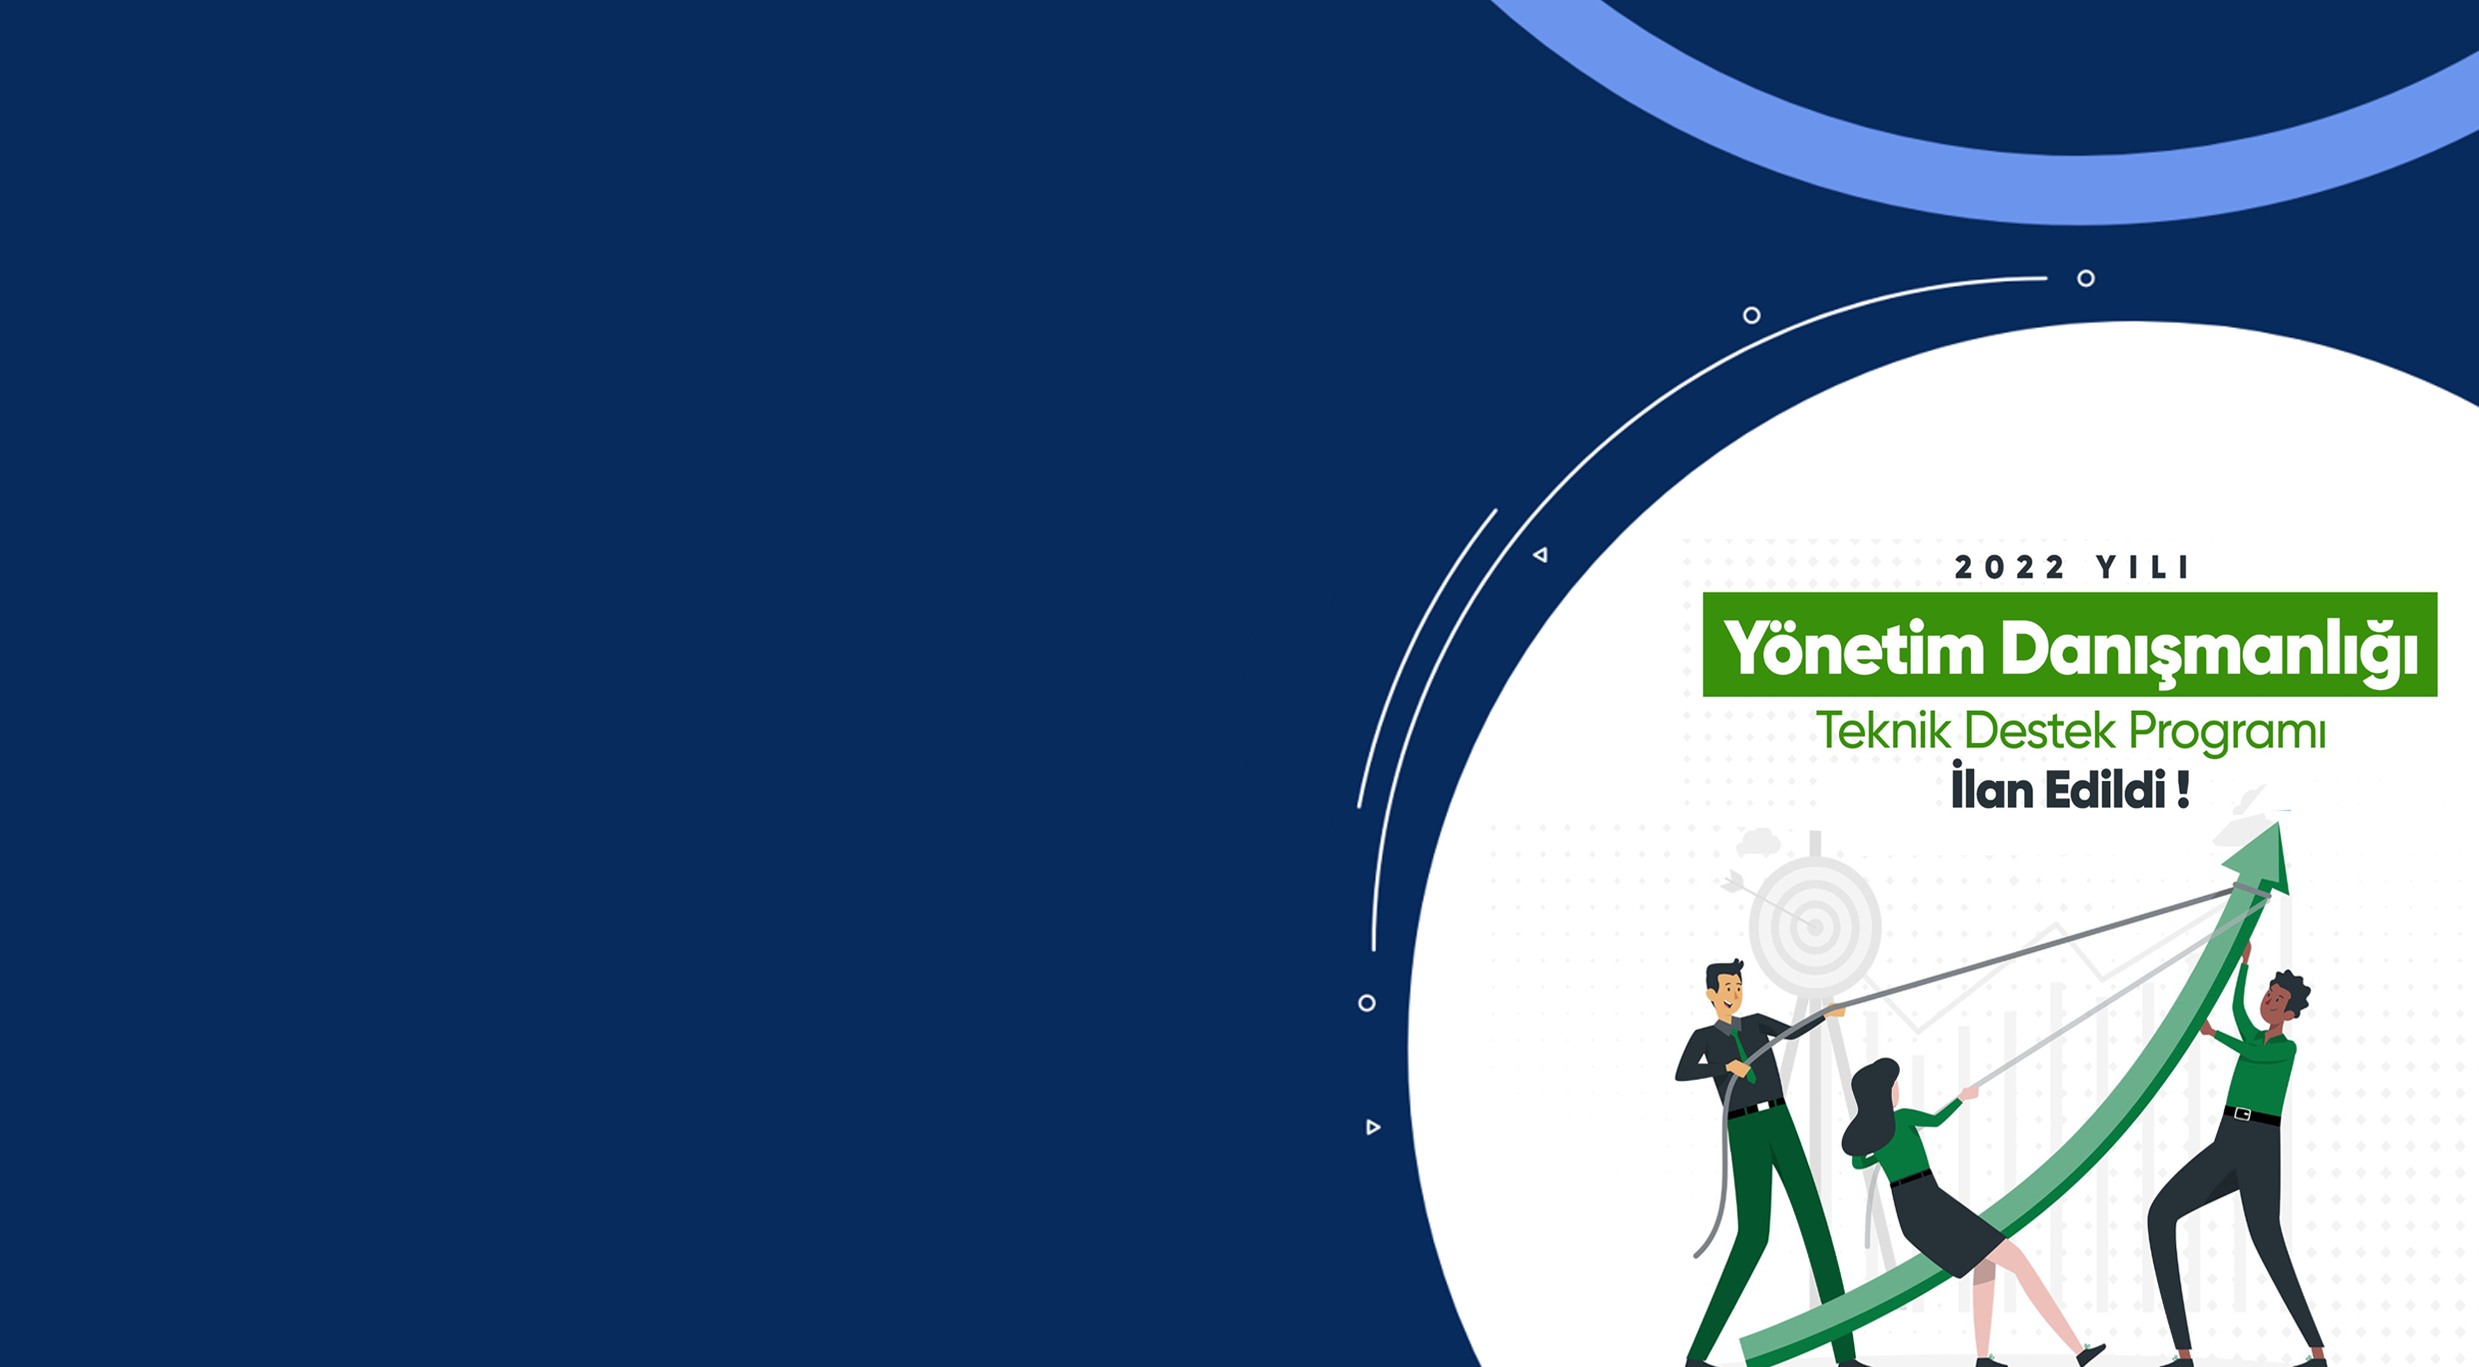 2022 YILI
Yönetim Danışmanlığı
Teknik Destek Programı
İlan Edildi !